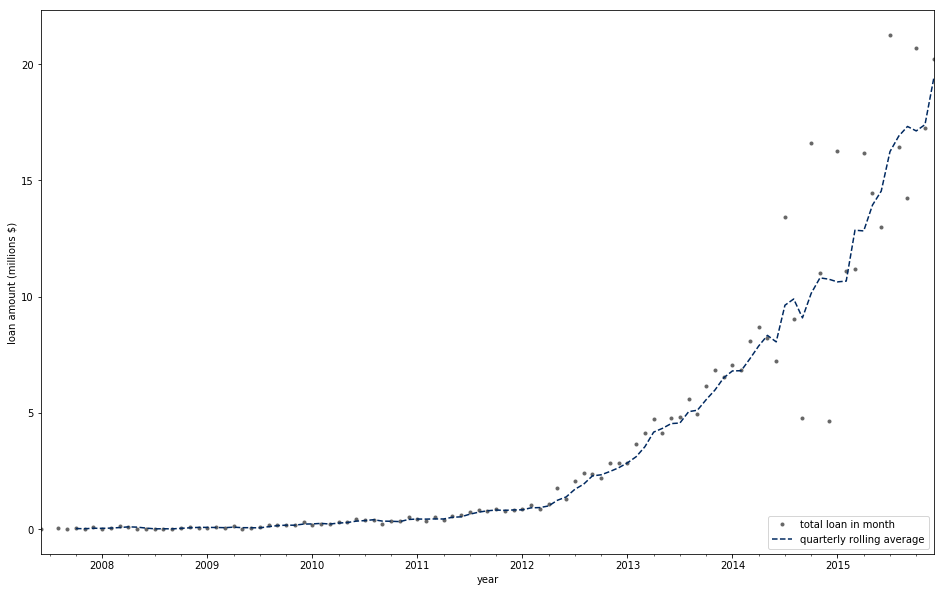 20
15
10
5
0
loan amount (millions $)
2008 2009 2010 2011 2012 2013 2014 2015
year
total loan in month
quarterly rolling average